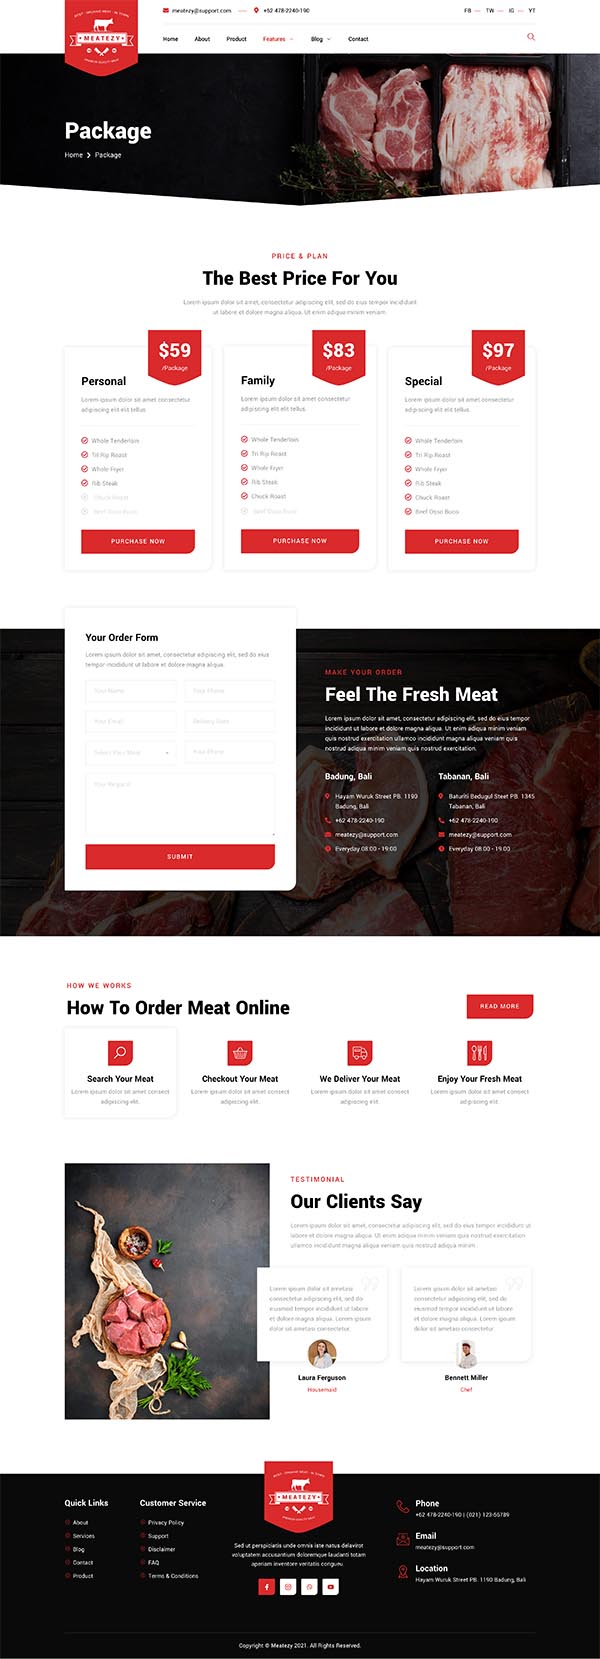 meatezy@support.com
+62 478-2240-190
FB
TW
IG
YT
MEATEZY
Home
About
Product
Features
Blog
Contact
Package
Home
Package
PRICE & PLAN
The Best Price For You
Lorem ipsum dolor sit amet, consectetur adipiscing elit, sed do eiusmod tempor incididunt
ut labore et dolore magna aliqua. Ut enim adiqua minim veniam.
$59
/Package
Personal
Lorem ipsum dolor sit amet consectetur
adipiscing elit elit tellus.
Whole Tenderloin
Tri Rip Roast
Whole Fryer
Rib Steak
Chuck Roast
Beef Osso Buco
PURCHASE NOW
$83
/Package
Family
Lorem ipsum dolor sit amet consectetur
adipiscing elit elit tellus.
Whole Tenderloin
Tri Rip Roast
Whole Fryer
Rib Steak
Chuck Roast
Beef Osso Buco
PURCHASE NOW
$97
/Package
Special
Lorem ipsum dolor sit amet consectetur
adipiscing elit elit tellus.
Whole Tenderloin
Tri Rip Roast
Whole Fryer
Rib Steak
Chuck Roast
Beef Osso Buco
PURCHASE NOW
Your Order Form
Lorem ipsum dolor sit amet, consectetur adipiscing elit, sed do eius
tempor incididunt ut labore et dolore magna aliqua.
Your Name
Your Phone
Your Email
Delivery Date
Select Your Meat
Your Phone
Your Request
SUBMIT
MAKE YOUR ORDER
Feel The Fresh Meat
Lorem ipsum dolor sit amet, consectetur adipiscing elit, sed do eiusmod tempor
incididunt ut labore et dolore magna aliqua. Ut enim adiqua minim veniam
quis nostrud exercitation ullamcorem ipsum dolor sit ut labore et dolore
magna aliqua adiqua minim veniam quis nostrud exercitation.
Badung, Bali
Hayam Wuruk Street PB. 1190
Badung, Bali
+62 478-2240-190
meatezy@support.com
Everyday 08:00 - 19:00
Tabanan, Bali
Baturiti Bedugul Steet PB. 1345
Tabanan, Bali
+62 478-2240-190
meatezy@support.com
Everyday 08:00 - 19:00
HOW WE WORKS
How To Order Meat Online
READ MORE
Search Your Meat
Lorem ipsum dolor sit amet consect
adipiscing elit.
Checkout Your Meat
Lorem ipsum dolor sit amet consect
adipiscing elit.
We Deliver Your Meat
Lorem ipsum dolor sit amet consect
adipiscing elit.
Enjoy Your Fresh Meat
Lorem ipsum dolor sit amet consect
adipiscing elit.
TESTIMONIAL
Our Clients Say
Lorem ipsum dolor sit amet, consectetur adipiscing elit, sed do eiusmod tempor incididunt ut
labore et dolore magna aliqua. Ut enim adiqua minim veniam quis nostrud
magna aliqua adiqua minim.
Lorem ipsum dolor sit ametasi
consectetur adipiscing elit, sed do
eiusmod tempor incididunt ut labore
et dolore magna aliqua. Lorem ipsum
dolor sit ametasi consectetur.
Laura Ferguson
Housemaid
Lorem ipsum dolor sit ametasi
consectetur adipiscing elit, sed do
eiusmod tempor incididunt ut labore
et dolore magna aliqua. Lorem ipsum
dolor sit ametasi consectetur.
Bennett Miller
Chef
Quick Links
About
Services
Blog
Contact
Product
Customer Service
Privacy Policy
Support
Disclaimer
FAQ
Terms & Conditions
MEATEZY
Sed ut perspiciatis unde omnis iste natus delavirot
voluptatem accusantium doloremque laudanti totam
aperiam inventore veritatis congueu.
Phone
+62 478-2240-190 | (021) 123-56789
Email
meatezy@support.com
Location
Hayam Wuruk Street PB. 1190 Badung, Bali
Copyright © Meatezy 2021. All Rights Reserved.